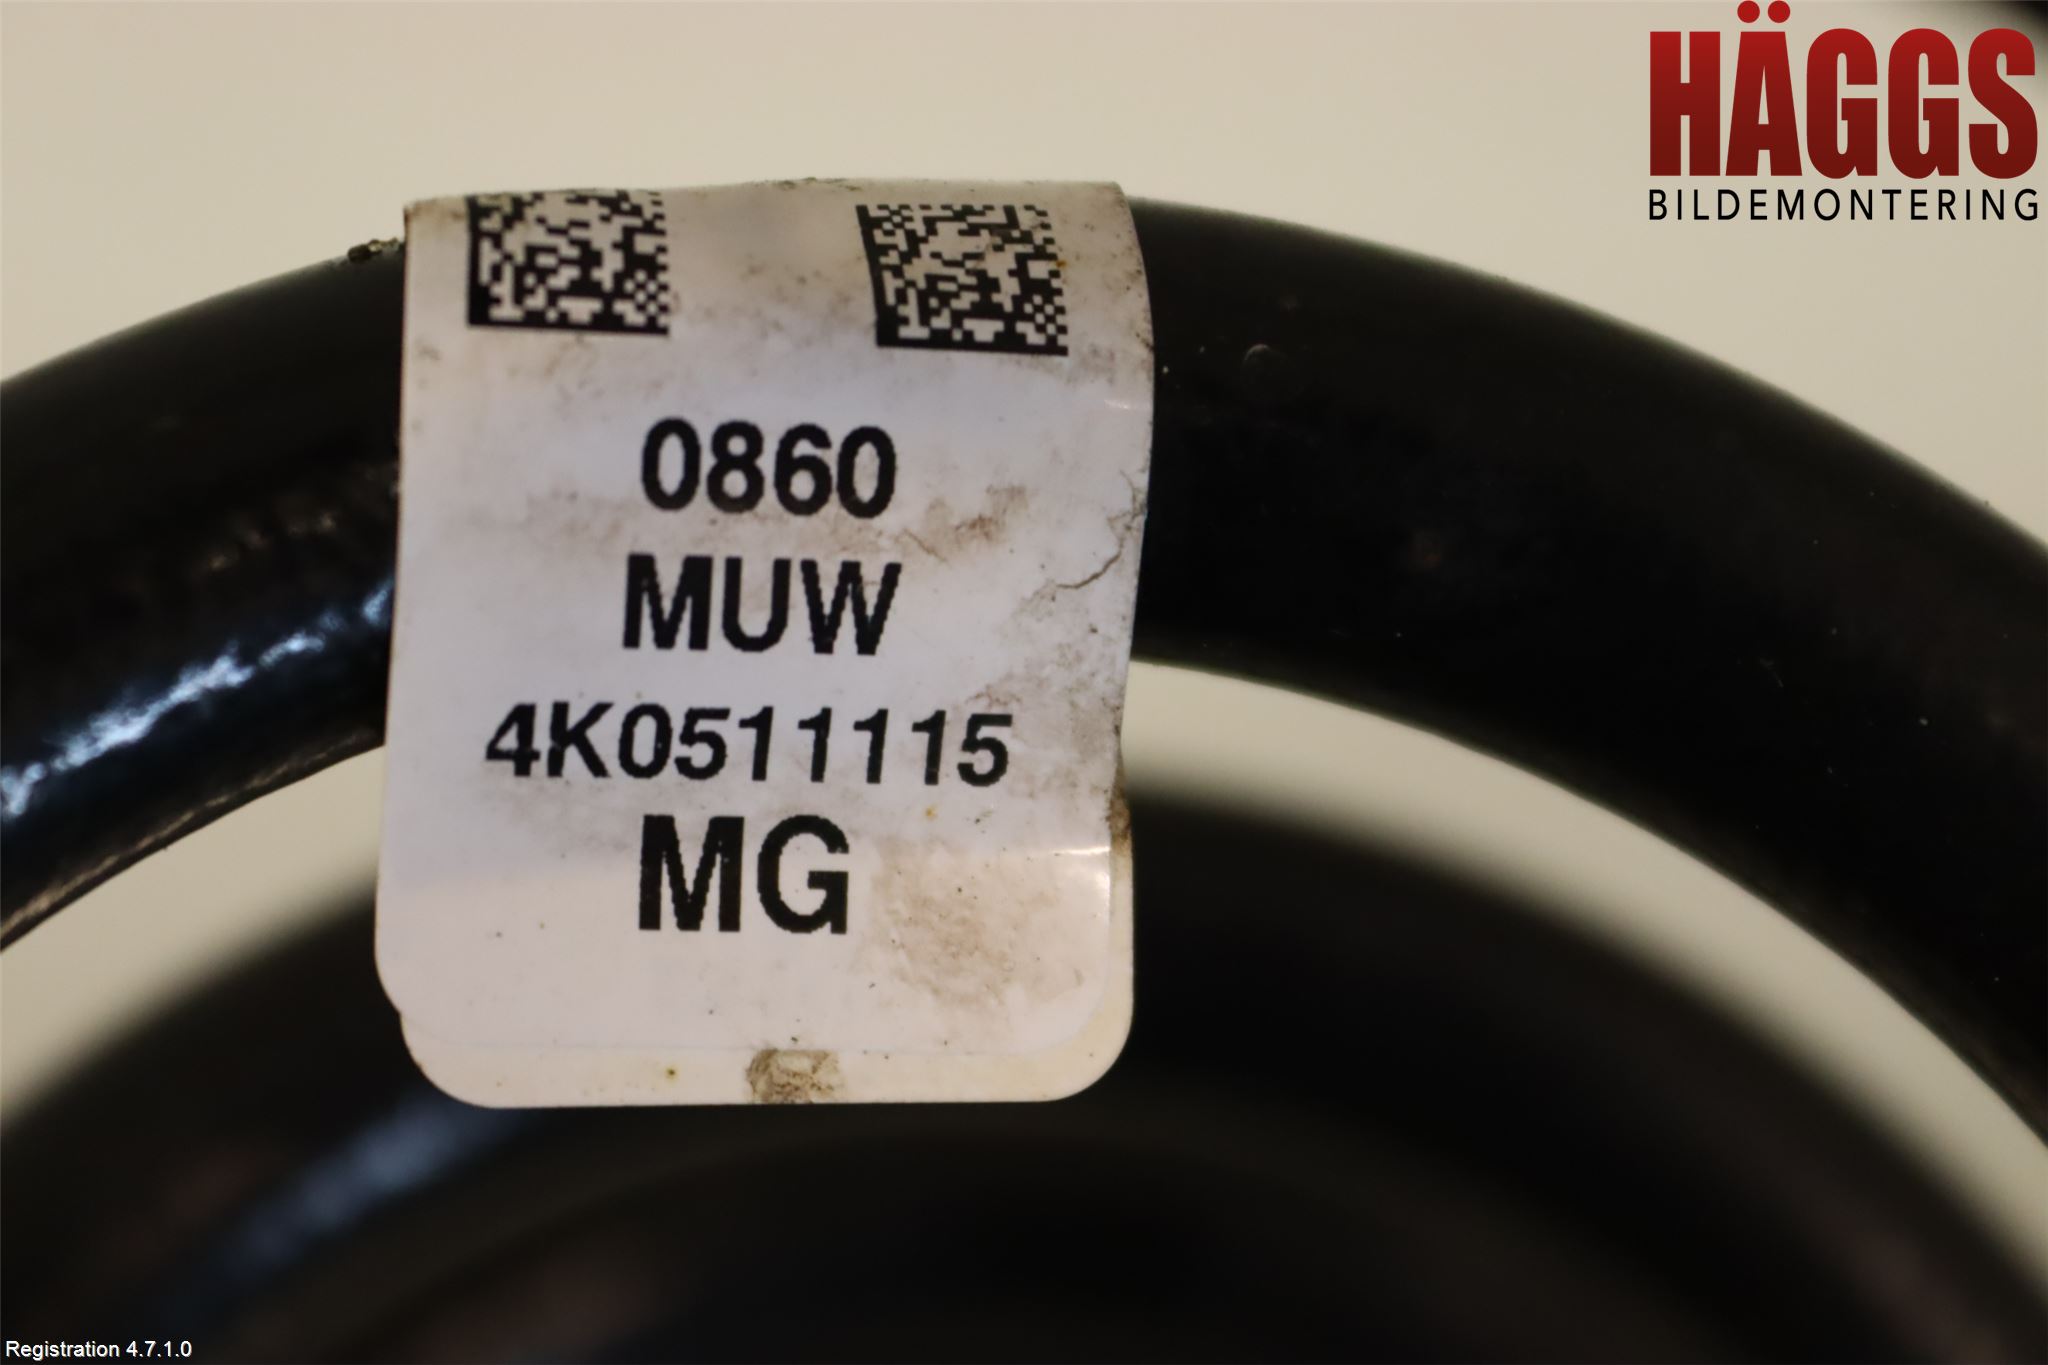 HÄGGS
BILDEMONTERING
0860
MUW
4K0511115
MG
Registration 4.7.1.0